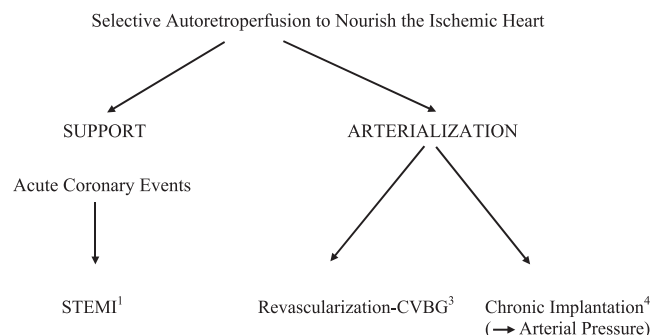 Selective Autoretroperfusion to Nourish the Ischemic Heart
SUPPORT
ARTERIALIZATION
Acute Coronary Events
STEMI¹
Revascularization-CVBG³
Chronic Implantation⁴
(→ Arterial Pressure)